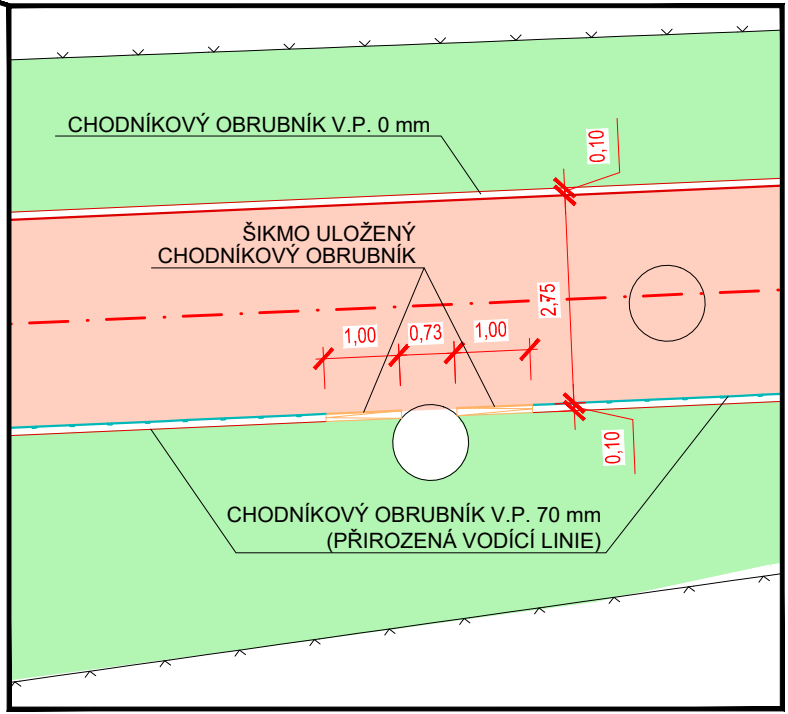 CHODNÍKOVÝ OBRUBNÍK V.P. 0 mm
0,10
ŠIKMO ULOŽENÝ
CHODNÍKOVÝ OBRUBNÍK
2,75
1,00
0,73
1,00
0,10
CHODNÍKOVÝ OBRUBNÍK V.P. 70 mm
(PŘIROZENÁ VODÍCÍ LINIE)